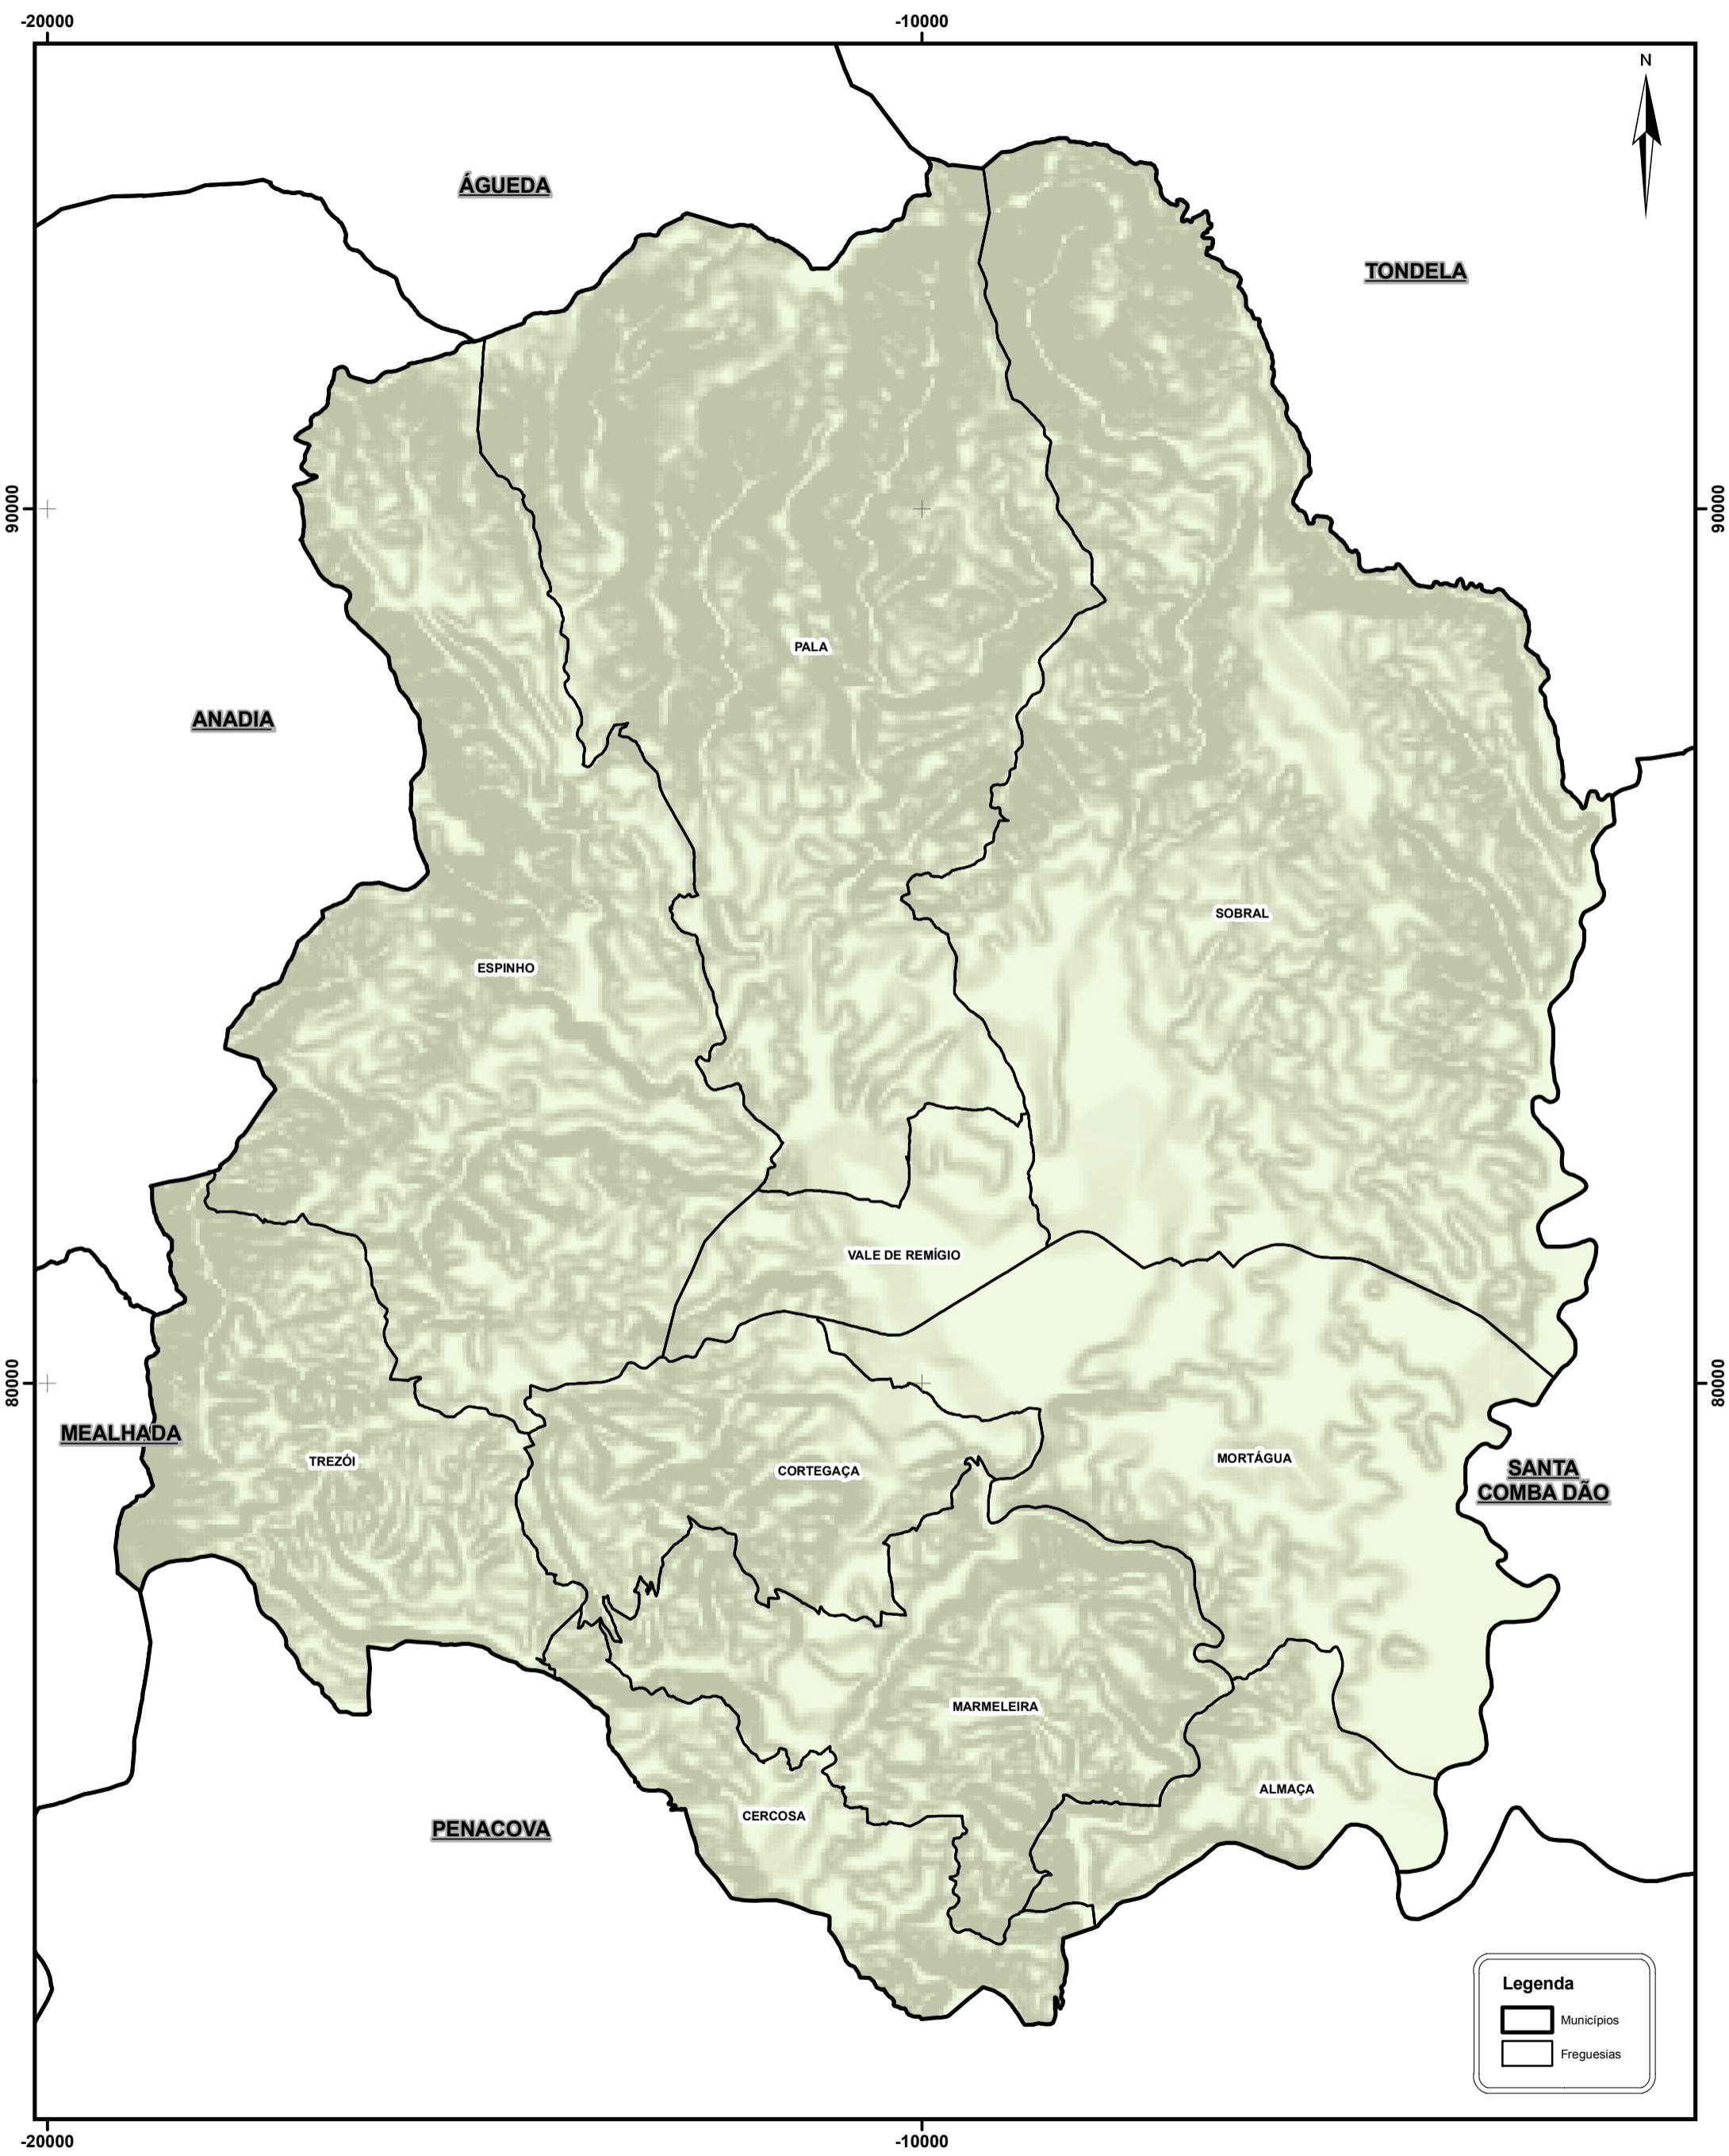 -20000
-10000
N
ÁGUEDA
TONDELA
90000
90000
PALA
ANADIA
SOBRAL
ESPINHO
VALE DE REMÍGIO
80000
80000
MEALHADA
TREZÓI
CORTEGAÇA
MORTÁGUA
SANTA
COMBA DÃO
MARMELEIRA
ALMAÇA
CERCOSA
PENACOVA
Legenda
Municípios
Freguesias
-20000
-10000